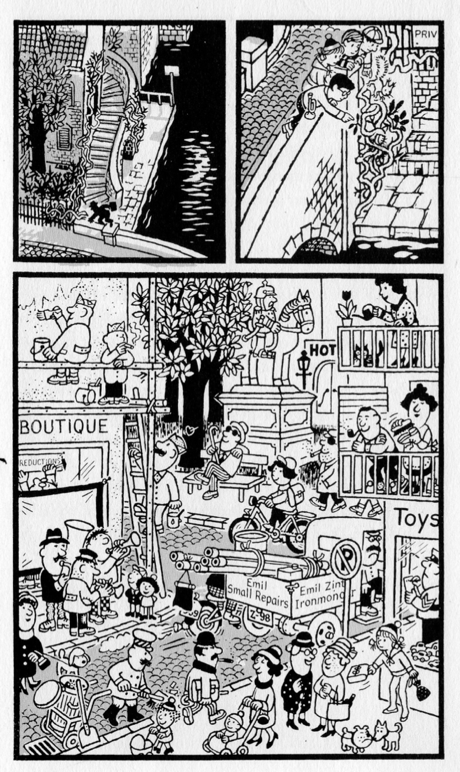 PRIV
HOT
BOUTIQUE
REDUCTIONS
Toys
Emil
Small Repairs
Emil Zin
Ironmong